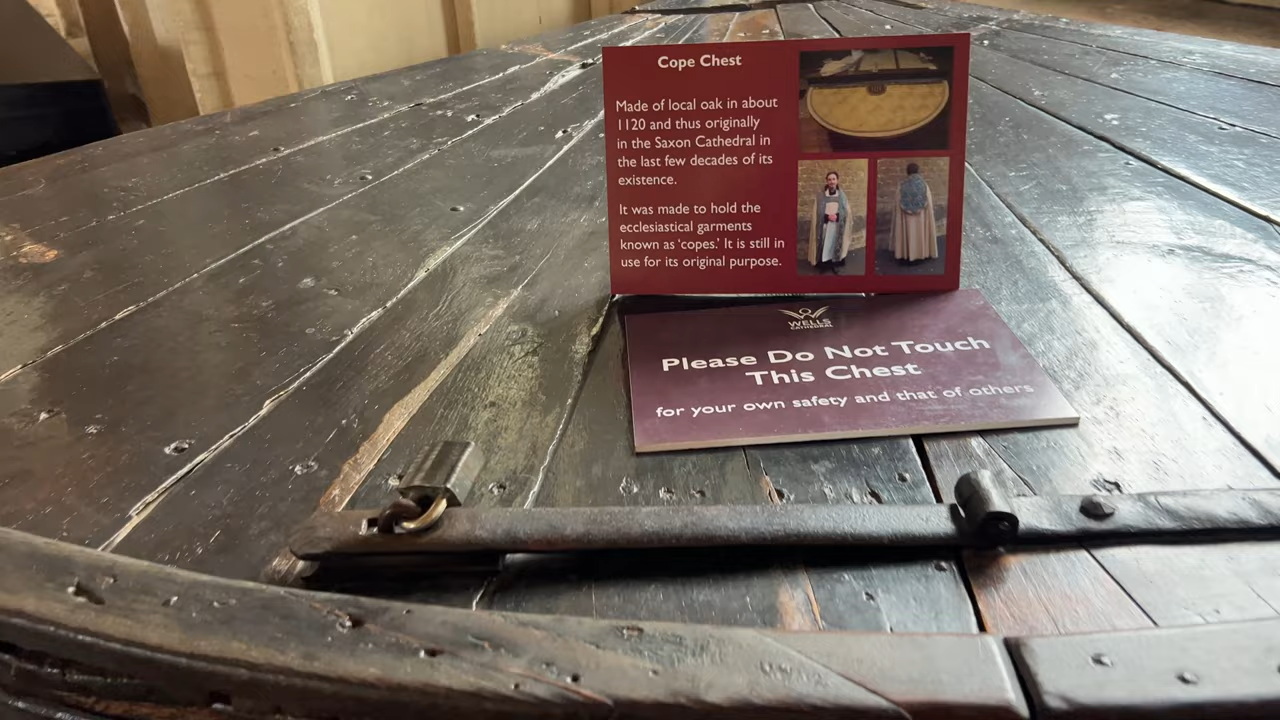 Cope Chest
Made of local oak in about
1120 and thus originally
in the Saxon Cathedral in
the last few decades of its
existence.
It was made to hold the
ecclesiastical garments
known as ‘copes.’ It is still in
use for its original purpose.
WELLS
CATHEDRAL
Please Do Not Touch
This Chest
for your own safety and that of others